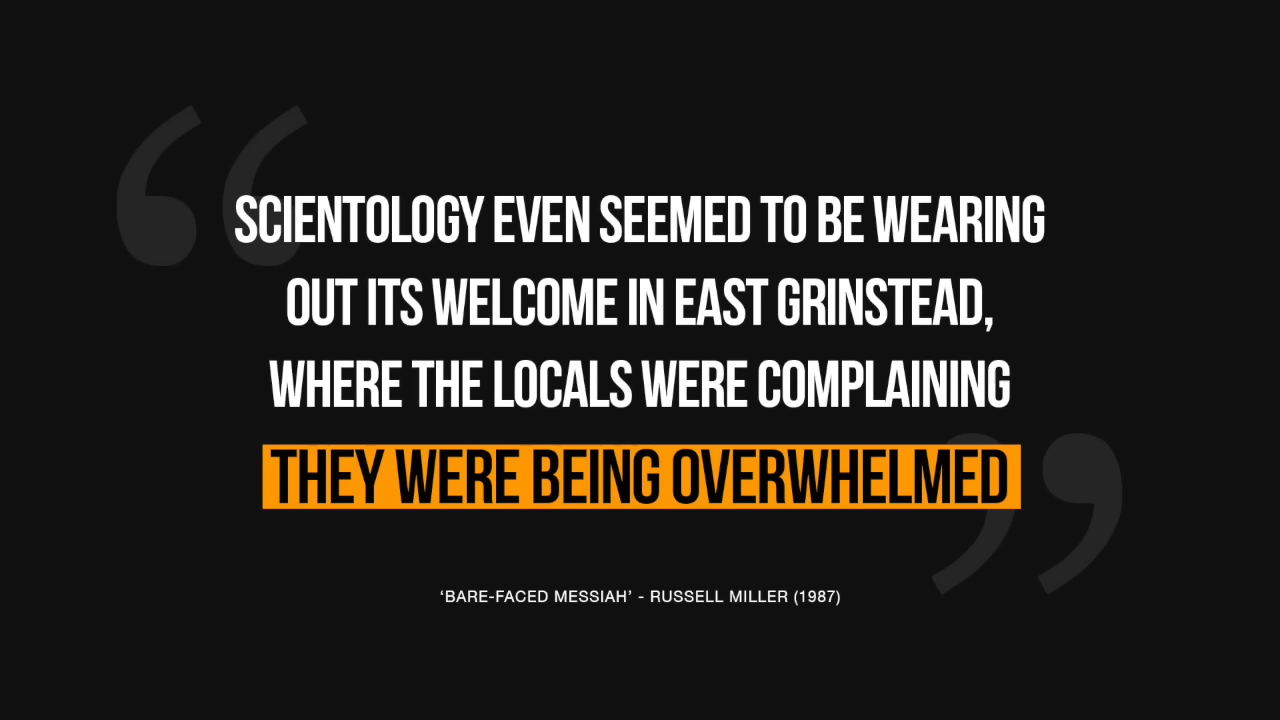 SCIENTOLOGY EVEN SEEMED TO BE WEARING
OUT ITS WELCOME IN EAST GRINSTEAD,
WHERE THE LOCALS WERE COMPLAINING
THEY WERE BEING OVERWHELMED
‘BARE-FACED MESSIAH’ - RUSSELL MILLER (1987)